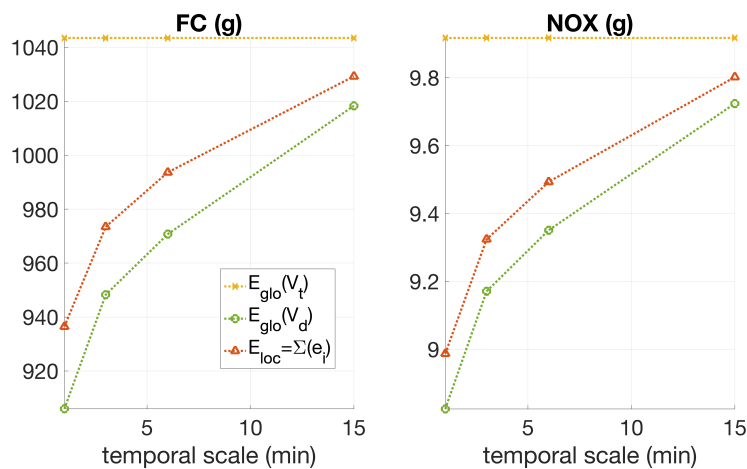 FC (g)
1040
1020
1000
980
960
940
920
5
10
15
temporal scale (min)
E_glo(V_t)
E_glo(V_d)
E_loc=Σ(e_i)
NOX (g)
9.8
9.6
9.4
9.2
9
5
10
15
temporal scale (min)